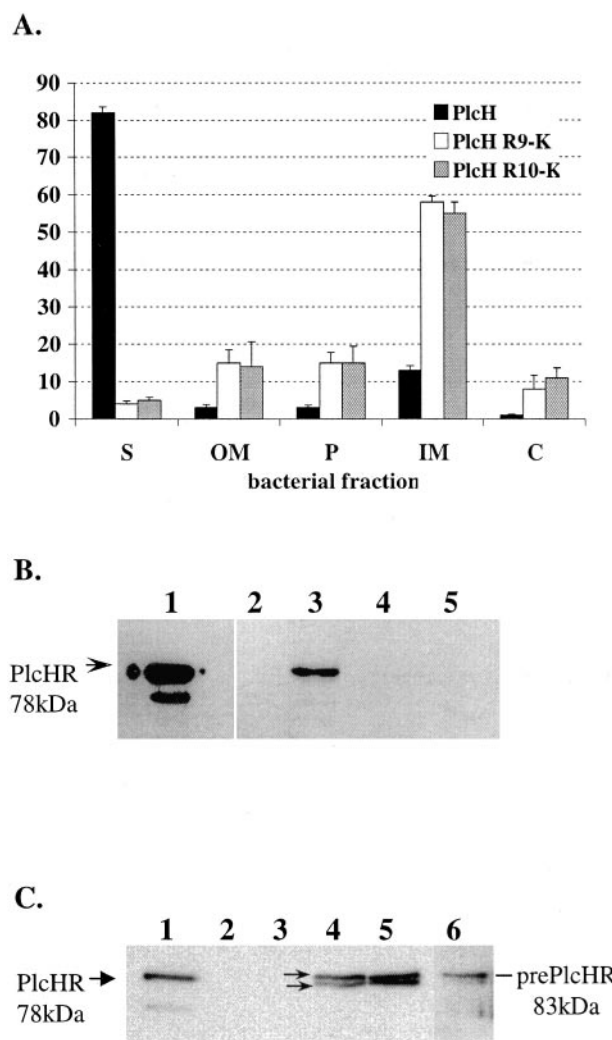 A.
90
80
70
60
50
40
30
20
10
0
PlcH
PlcH R9-K
PlcH R10-K
S OM P IM C
bacterial fraction
B.
1 2 3 4 5
PlcHR
78kDa
C.
1 2 3 4 5 6
PlcHR prePlcHR
78kDa 83kDa